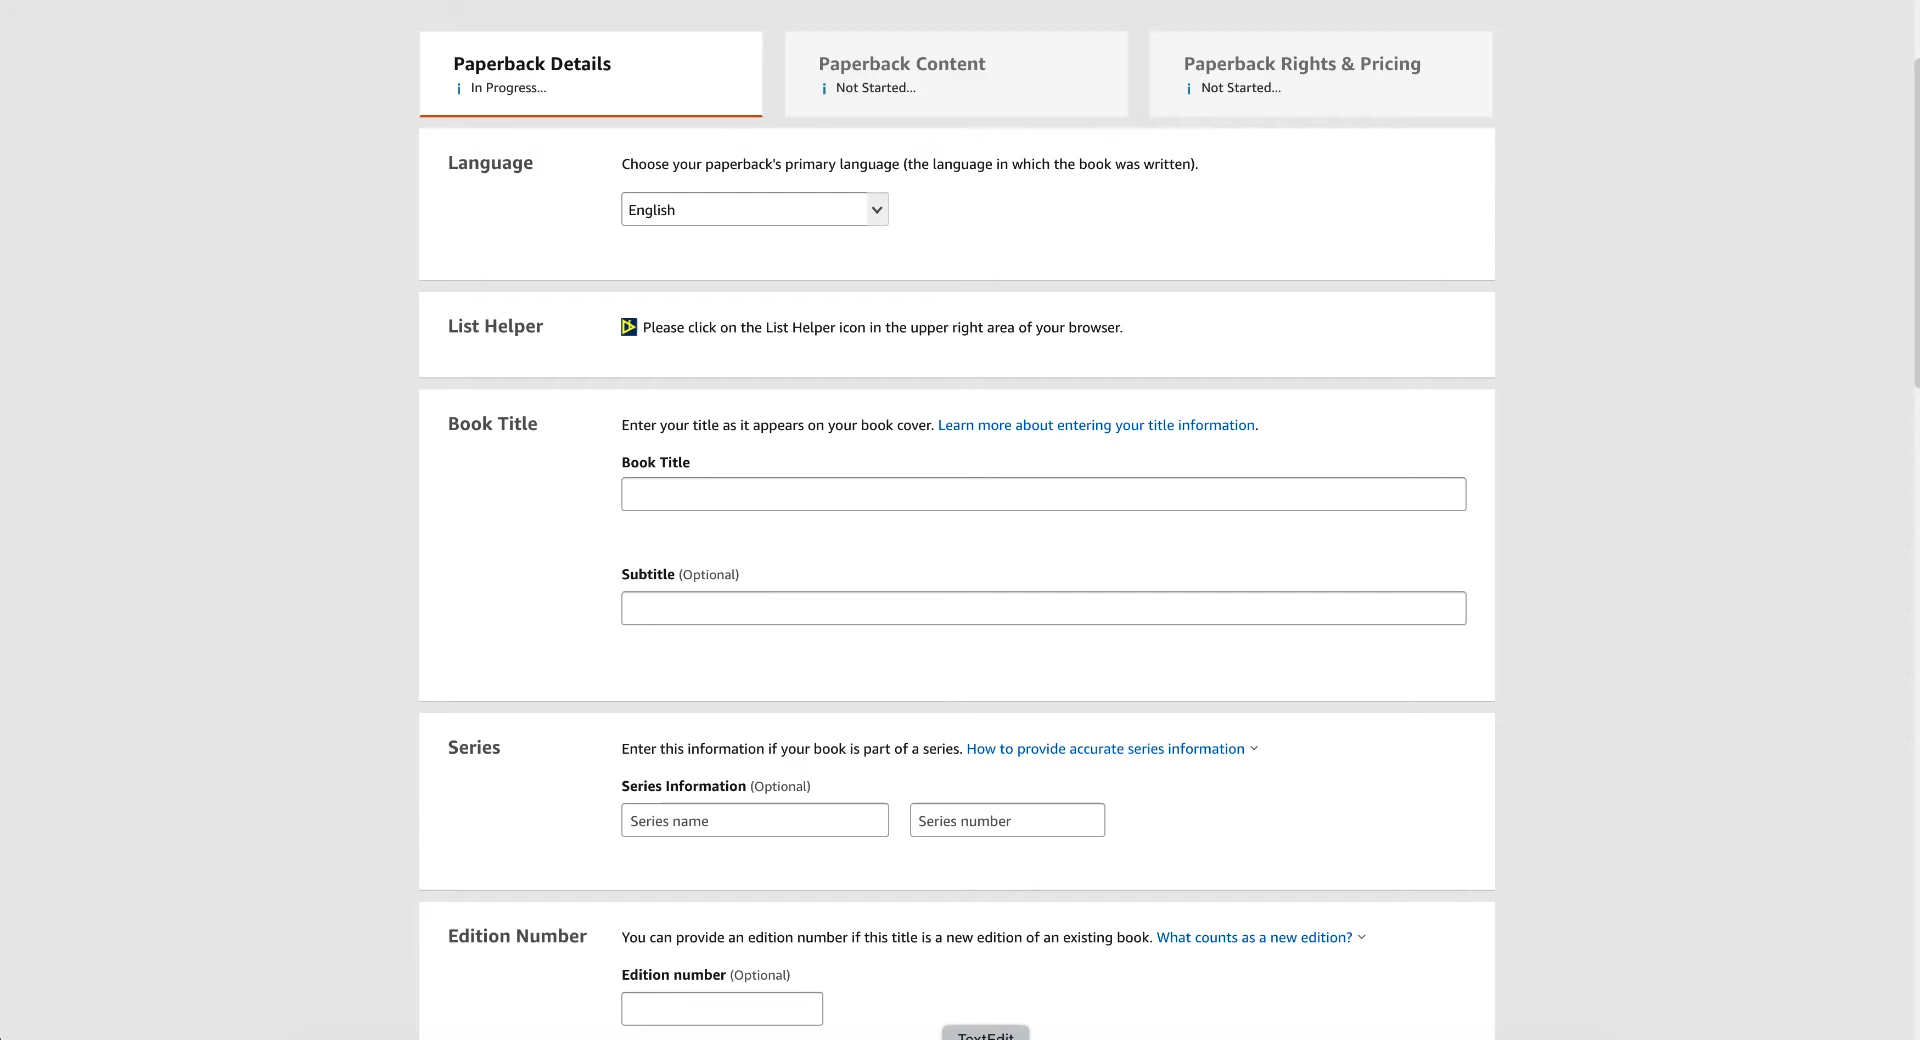 Paperback Details
In Progress...
Paperback Content
Not Started...
Paperback Rights & Pricing
Not Started...
Language
Choose your paperback's primary language (the language in which the book was written).
English
List Helper
Please click on the List Helper icon in the upper right area of your browser.
Book Title
Enter your title as it appears on your book cover. Learn more about entering your title information.
Book Title
Subtitle (Optional)
Series
Enter this information if your book is part of a series. How to provide accurate series information
Series Information (Optional)
Series name
Series number
Edition Number
You can provide an edition number if this title is a new edition of an existing book. What counts as a new edition?
Edition number (Optional)
TextEdit